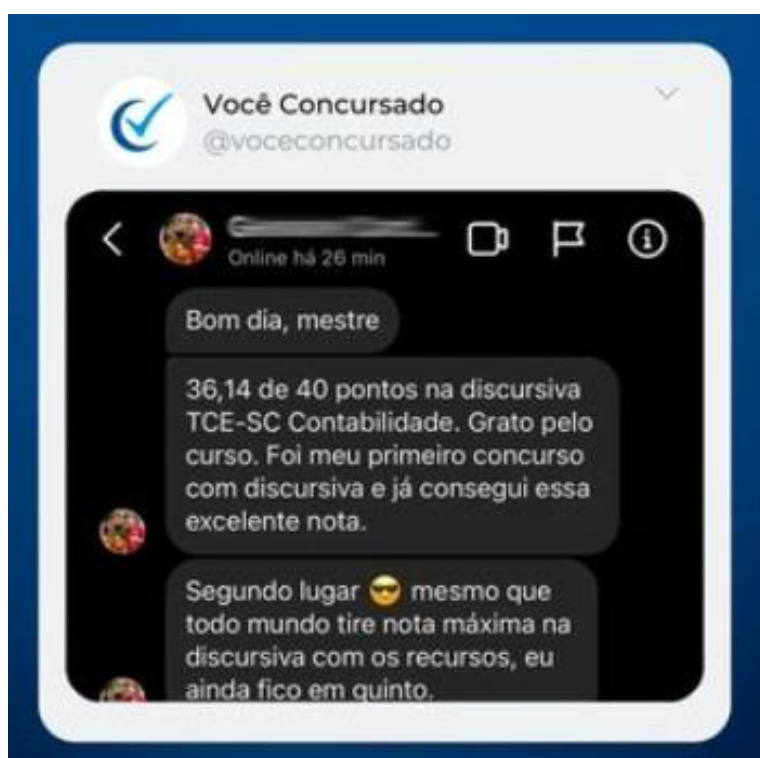 Você Concursado
@voceconcursado
Online há 26 min
Bom dia, mestre
36,14 de 40 pontos na discursiva
TCE-SC Contabilidade. Grato pelo
curso. Foi meu primeiro concurso
com discursiva e já consegui essa
excelente nota.
Segundo lugar 😎 mesmo que
todo mundo tire nota máxima na
discursiva com os recursos, eu
ainda fico em quinto.